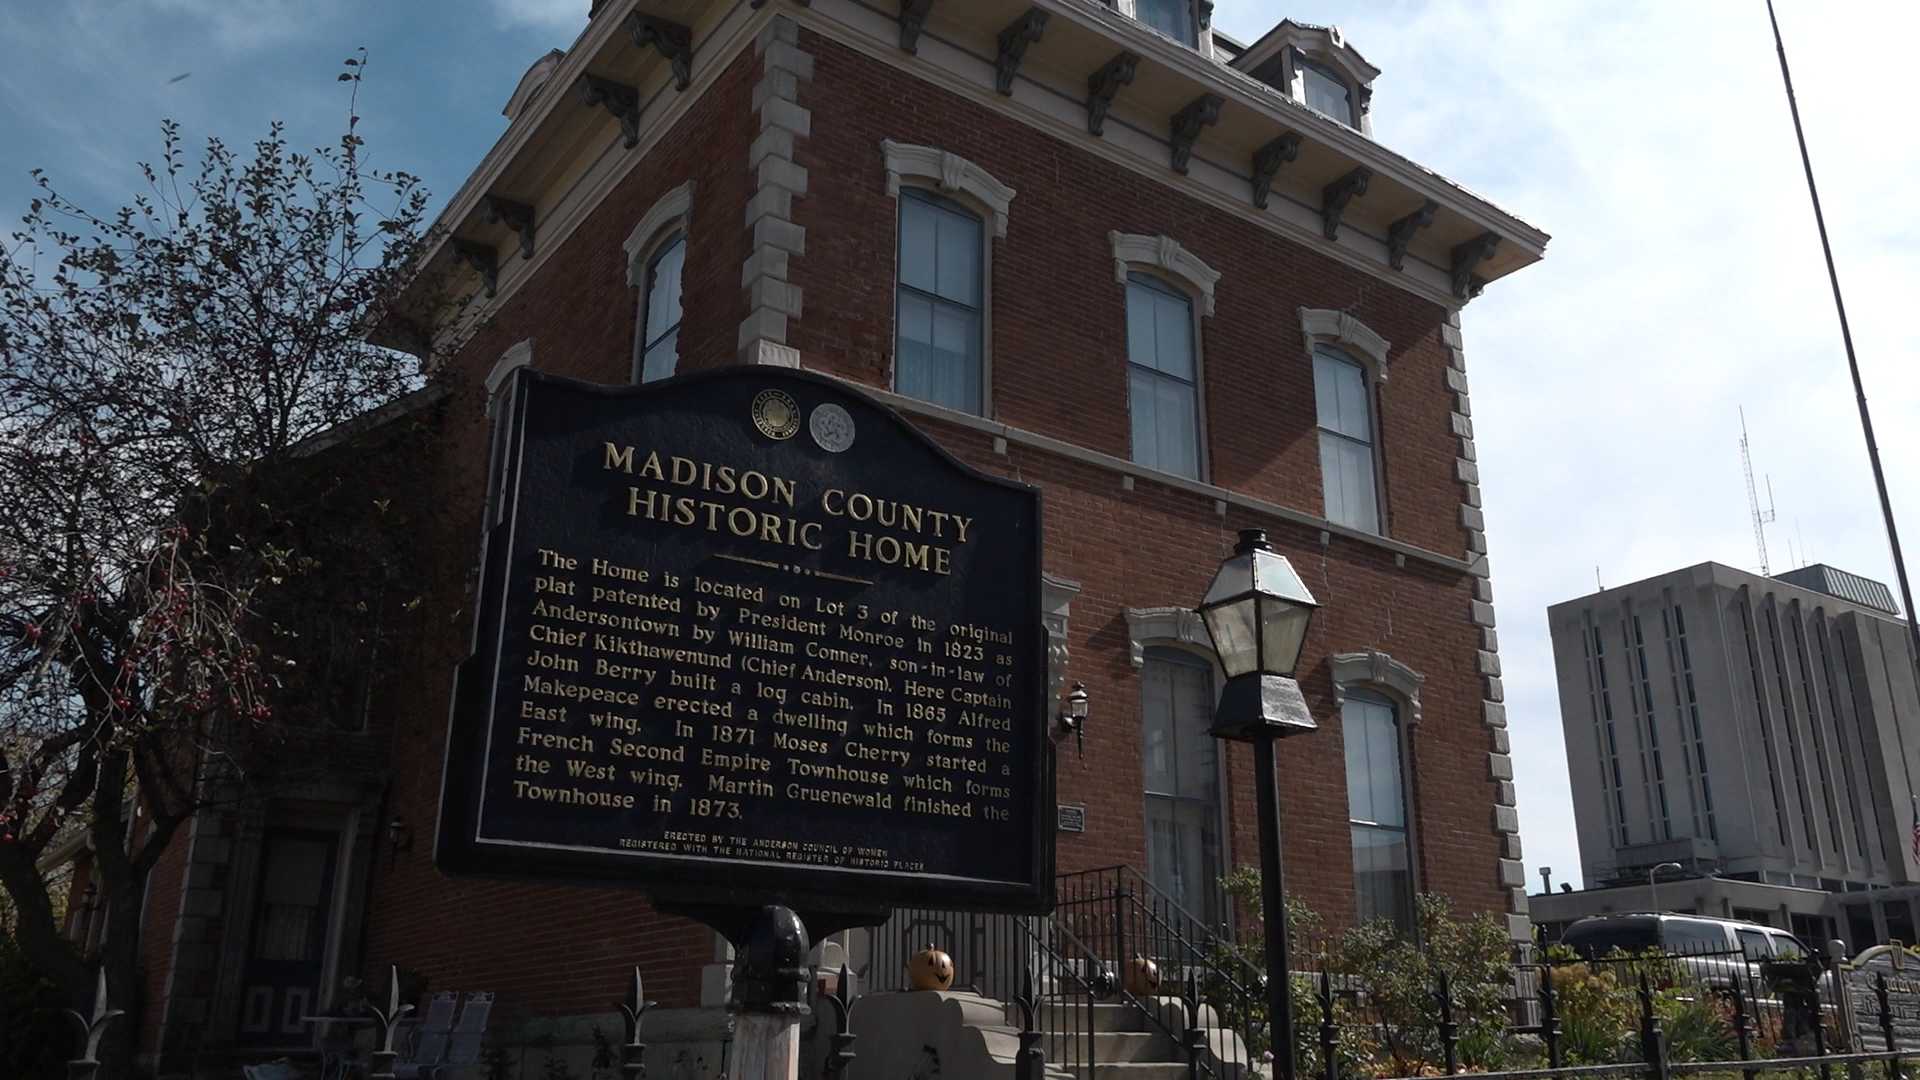 MADISON COUNTY
HISTORIC HOME
The Home is located on Lot 3 of the original
plat patented by President Monroe in 1823 as
Andersontown by William Conner, son-in-law of
Chief Kikthawenund (Chief Anderson). Here Captain
John Berry built a log cabin. In 1865 Alfred
Makepeace erected a dwelling which forms the
East wing. In 1871 Moses Cherry started a
French Second Empire Townhouse which forms
the West wing. Martin Gruenewald finished the
Townhouse in 1873.
ERECTED BY THE ANDERSON COUNCIL OF WOMEN
REGISTERED WITH THE NATIONAL REGISTER OF HISTORIC PLACES